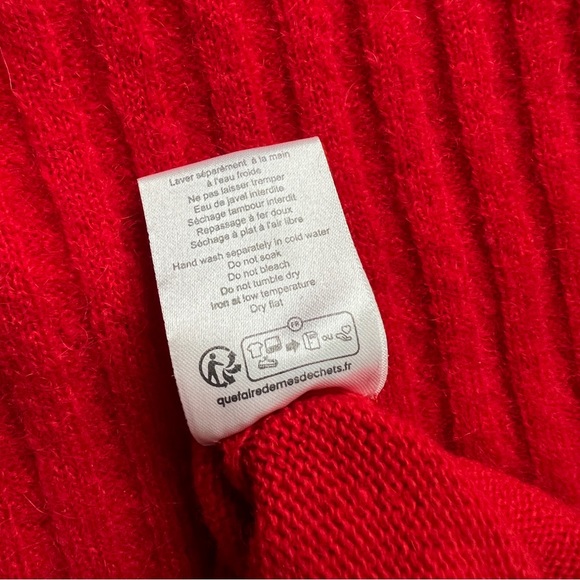 Laver séparément à la main
à l'eau froide
Ne pas laisser tremper
Eau de javel interdite
Séchage tambour interdit
Repassage à fer doux
Séchage à plat à l'air libre
Hand wash separately in cold water
Do not soak
Do not bleach
Do not tumble dry
Iron at low temperature
Dry flat
FR
OU
quefairedemesdechets.fr